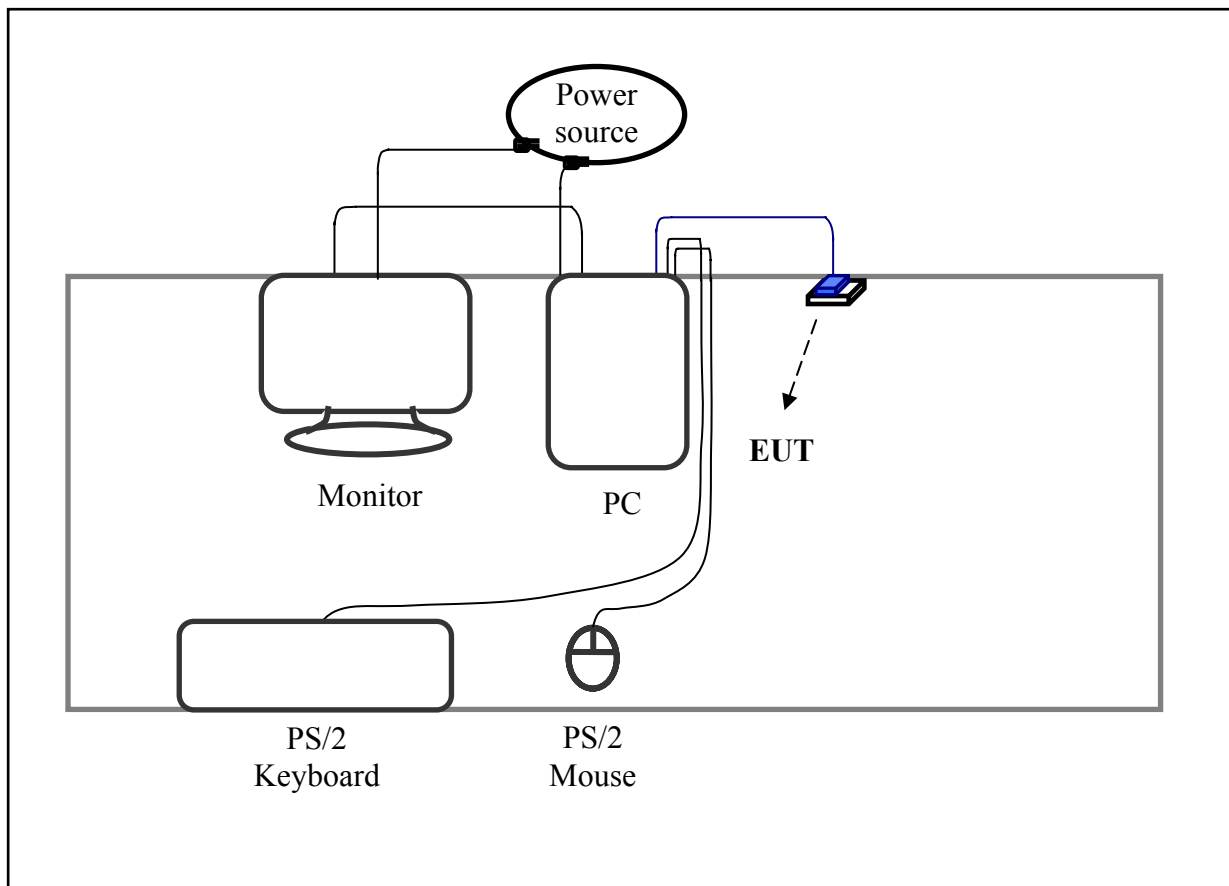 Power
source
EUT
Monitor
PC
PS/2
Keyboard
PS/2
Mouse